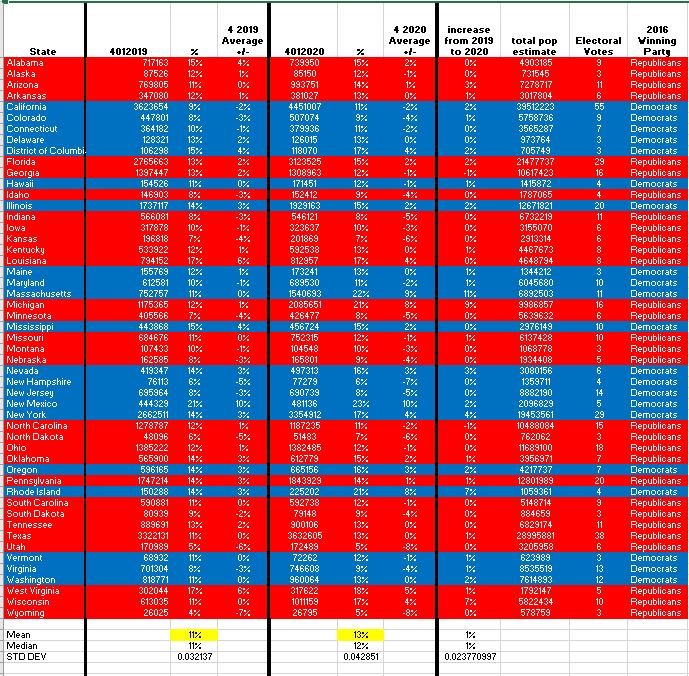 State 4012019 % 4 2019 Average +/- 4012020 % 4 2020 Average +/- increase from 2019 to 2020 total pop estimate Electoral Votes 2016 Winning Party
Alabama 717163 15% 4% 739950 15% 2% 0% 4903185 9 Republicans
Alaska 87526 12% 1% 85150 12% -1% 0% 731545 3 Republicans
Arizona 769805 11% 0% 993751 14% 1% 3% 7278717 11 Republicans
Arkansas 347080 12% 1% 381027 13% 0% 1% 3017804 6 Republicans
California 3623654 9% -2% 4451007 11% -2% 2% 39512223 55 Democrats
Colorado 447801 8% -3% 507074 9% -4% 1% 5758736 9 Democrats
Connecticut 364182 10% -1% 379936 11% -2% 0% 3565287 7 Democrats
Delaware 128321 13% 2% 126015 13% 0% 0% 973764 3 Democrats
District of Columbi 106298 15% 4% 118070 17% 4% 2% 705749 3 Democrats
Florida 2765663 13% 2% 3123525 15% 2% 2% 21477737 29 Republicans
Georgia 1397447 13% 2% 1308963 12% -1% -1% 10617423 16 Republicans
Hawaii 154526 11% 0% 171451 12% -1% 1% 1415872 4 Democrats
Idaho 146903 8% -3% 152412 9% -4% 0% 1787065 4 Republicans
Illinois 1737117 14% 3% 1929163 15% 2% 2% 12671821 20 Democrats
Indiana 566081 8% -3% 546121 8% -5% 0% 6732219 11 Republicans
Iowa 317878 10% -1% 323637 10% -3% 0% 3155070 6 Republicans
Kansas 196818 7% -4% 201869 7% -6% 0% 2913314 6 Republicans
Kentucky 533922 12% 1% 592538 13% 0% 1% 4467673 8 Republicans
Louisiana 794152 17% 6% 812957 17% 4% 0% 4648794 8 Republicans
Maine 155769 12% 1% 173241 13% 0% 1% 1344212 3 Democrats
Maryland 612581 10% -1% 689530 11% -2% 1% 6045680 10 Democrats
Massachusetts 752757 11% 0% 1540693 22% 9% 11% 6892503 11 Democrats
Michigan 1175365 12% 1% 2085651 21% 8% 9% 9986857 16 Republicans
Minnesota 405566 7% -4% 426477 8% -5% 0% 5639632 6 Republicans
Mississippi 443868 15% 4% 456724 15% 2% 0% 2976149 10 Democrats
Missouri 684676 11% 0% 752315 12% -1% 1% 6137428 10 Republicans
Montana 107433 10% -1% 104548 10% -3% 0% 1068778 3 Republicans
Nebraska 162585 8% -3% 165801 9% -4% 0% 1934408 5 Republicans
Nevada 419347 14% 3% 497313 16% 3% 3% 3080156 6 Democrats
New Hampshire 76113 6% -5% 77279 6% -7% 0% 1359711 4 Democrats
New Jersey 695964 8% -3% 690739 8% -5% 0% 8882190 14 Democrats
New Mexico 444329 21% 10% 481136 23% 10% 2% 2096829 5 Democrats
New York 2662511 14% 3% 3354912 17% 4% 4% 19453561 29 Democrats
North Carolina 1278787 12% 1% 1187235 11% -2% -1% 10488084 15 Republicans
North Dakota 48096 6% -5% 51483 7% -6% 0% 762062 3 Republicans
Ohio 1385222 12% 1% 1382485 12% -1% 0% 11689100 18 Republicans
Oklahoma 565900 14% 3% 612779 15% 2% 1% 3956971 7 Republicans
Oregon 596165 14% 3% 665156 16% 3% 2% 4217737 7 Democrats
Pennsylvania 1747214 14% 3% 1843929 14% 1% 1% 12801989 20 Republicans
Rhode Island 150288 14% 3% 225202 21% 8% 7% 1059361 4 Democrats
South Carolina 590881 11% 0% 592738 12% -1% 0% 5148714 9 Republicans
South Dakota 80939 9% -2% 79148 9% -4% 0% 884659 3 Republicans
Tennessee 889691 13% 2% 900106 13% 0% 0% 6829174 11 Republicans
Texas 3322131 11% 0% 3632605 13% 0% 1% 28995881 38 Republicans
Utah 170989 5% -6% 172489 5% -8% 0% 3205958 6 Republicans
Vermont 68932 11% 0% 72262 12% -1% 1% 623989 3 Democrats
Virginia 701304 8% -3% 746608 9% -4% 1% 8535519 13 Democrats
Washington 818771 11% 0% 960064 13% 0% 2% 7614893 12 Democrats
West Virginia 302044 17% 6% 317622 18% 5% 1% 1792147 5 Republicans
Wisconsin 613035 11% 0% 1011159 17% 4% 7% 5822434 10 Republicans
Wyoming 26025 4% -7% 26795 5% -8% 0% 578759 3 Republicans
Mean 11% 13% 1%
Median 11% 12% 1%
STD DEV 0.032137 0.042851 0.023770997